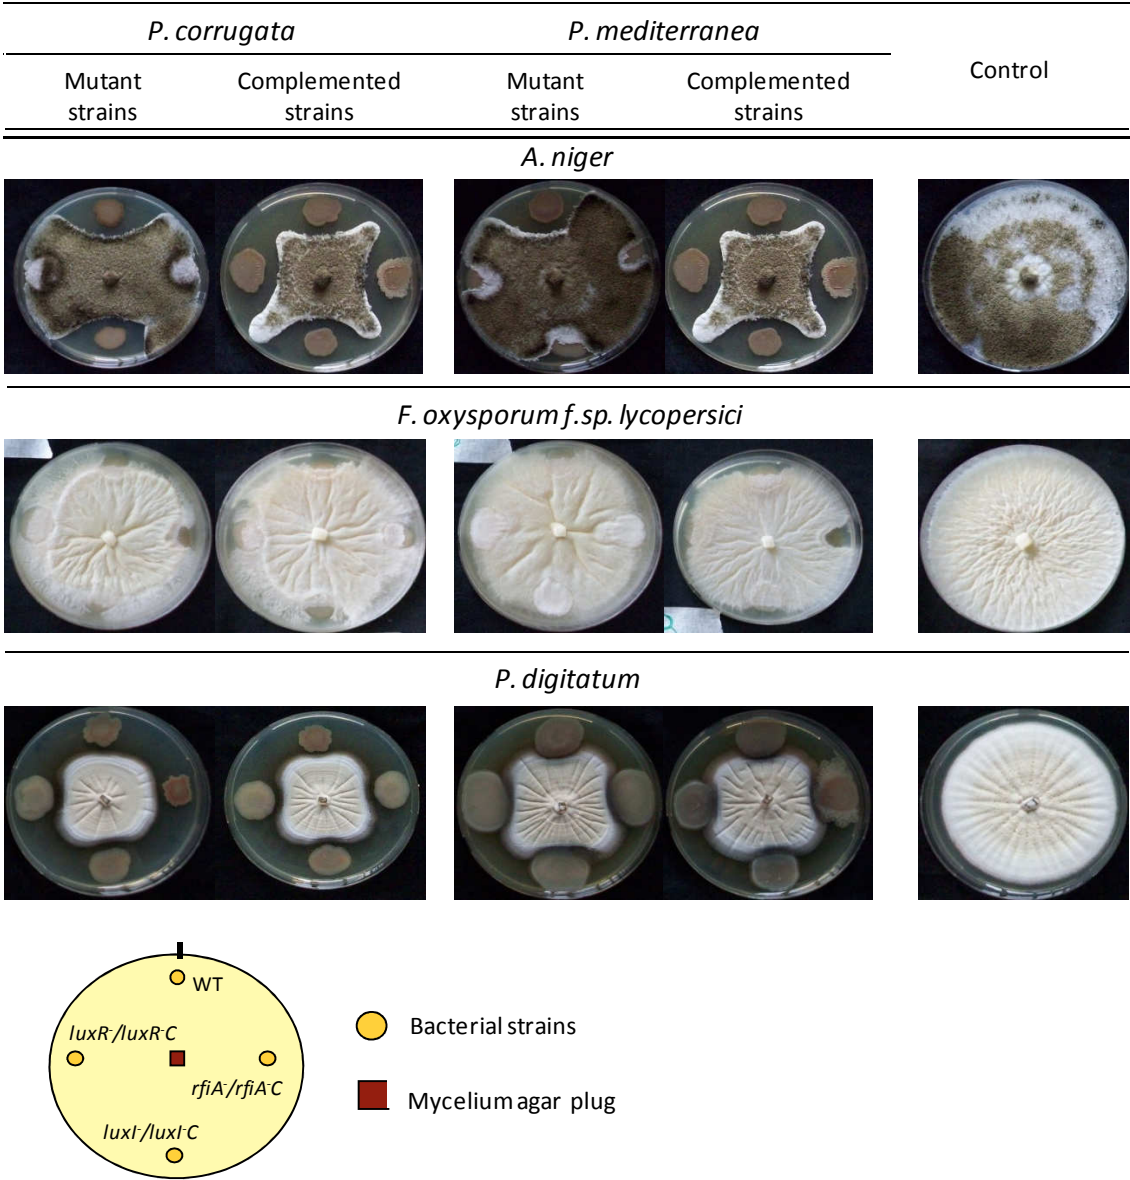 P. corrugata P. mediterranea
Control
Mutant strains Complemented strains Mutant strains Complemented strains
A. niger
F. oxysporum f.sp. lycopersici
P. digitatum
WT
luxR⁻/luxR⁻C
rfiA⁻/rfiA⁻C
luxI⁻/luxI⁻C
Bacterial strains
Mycelium agar plug